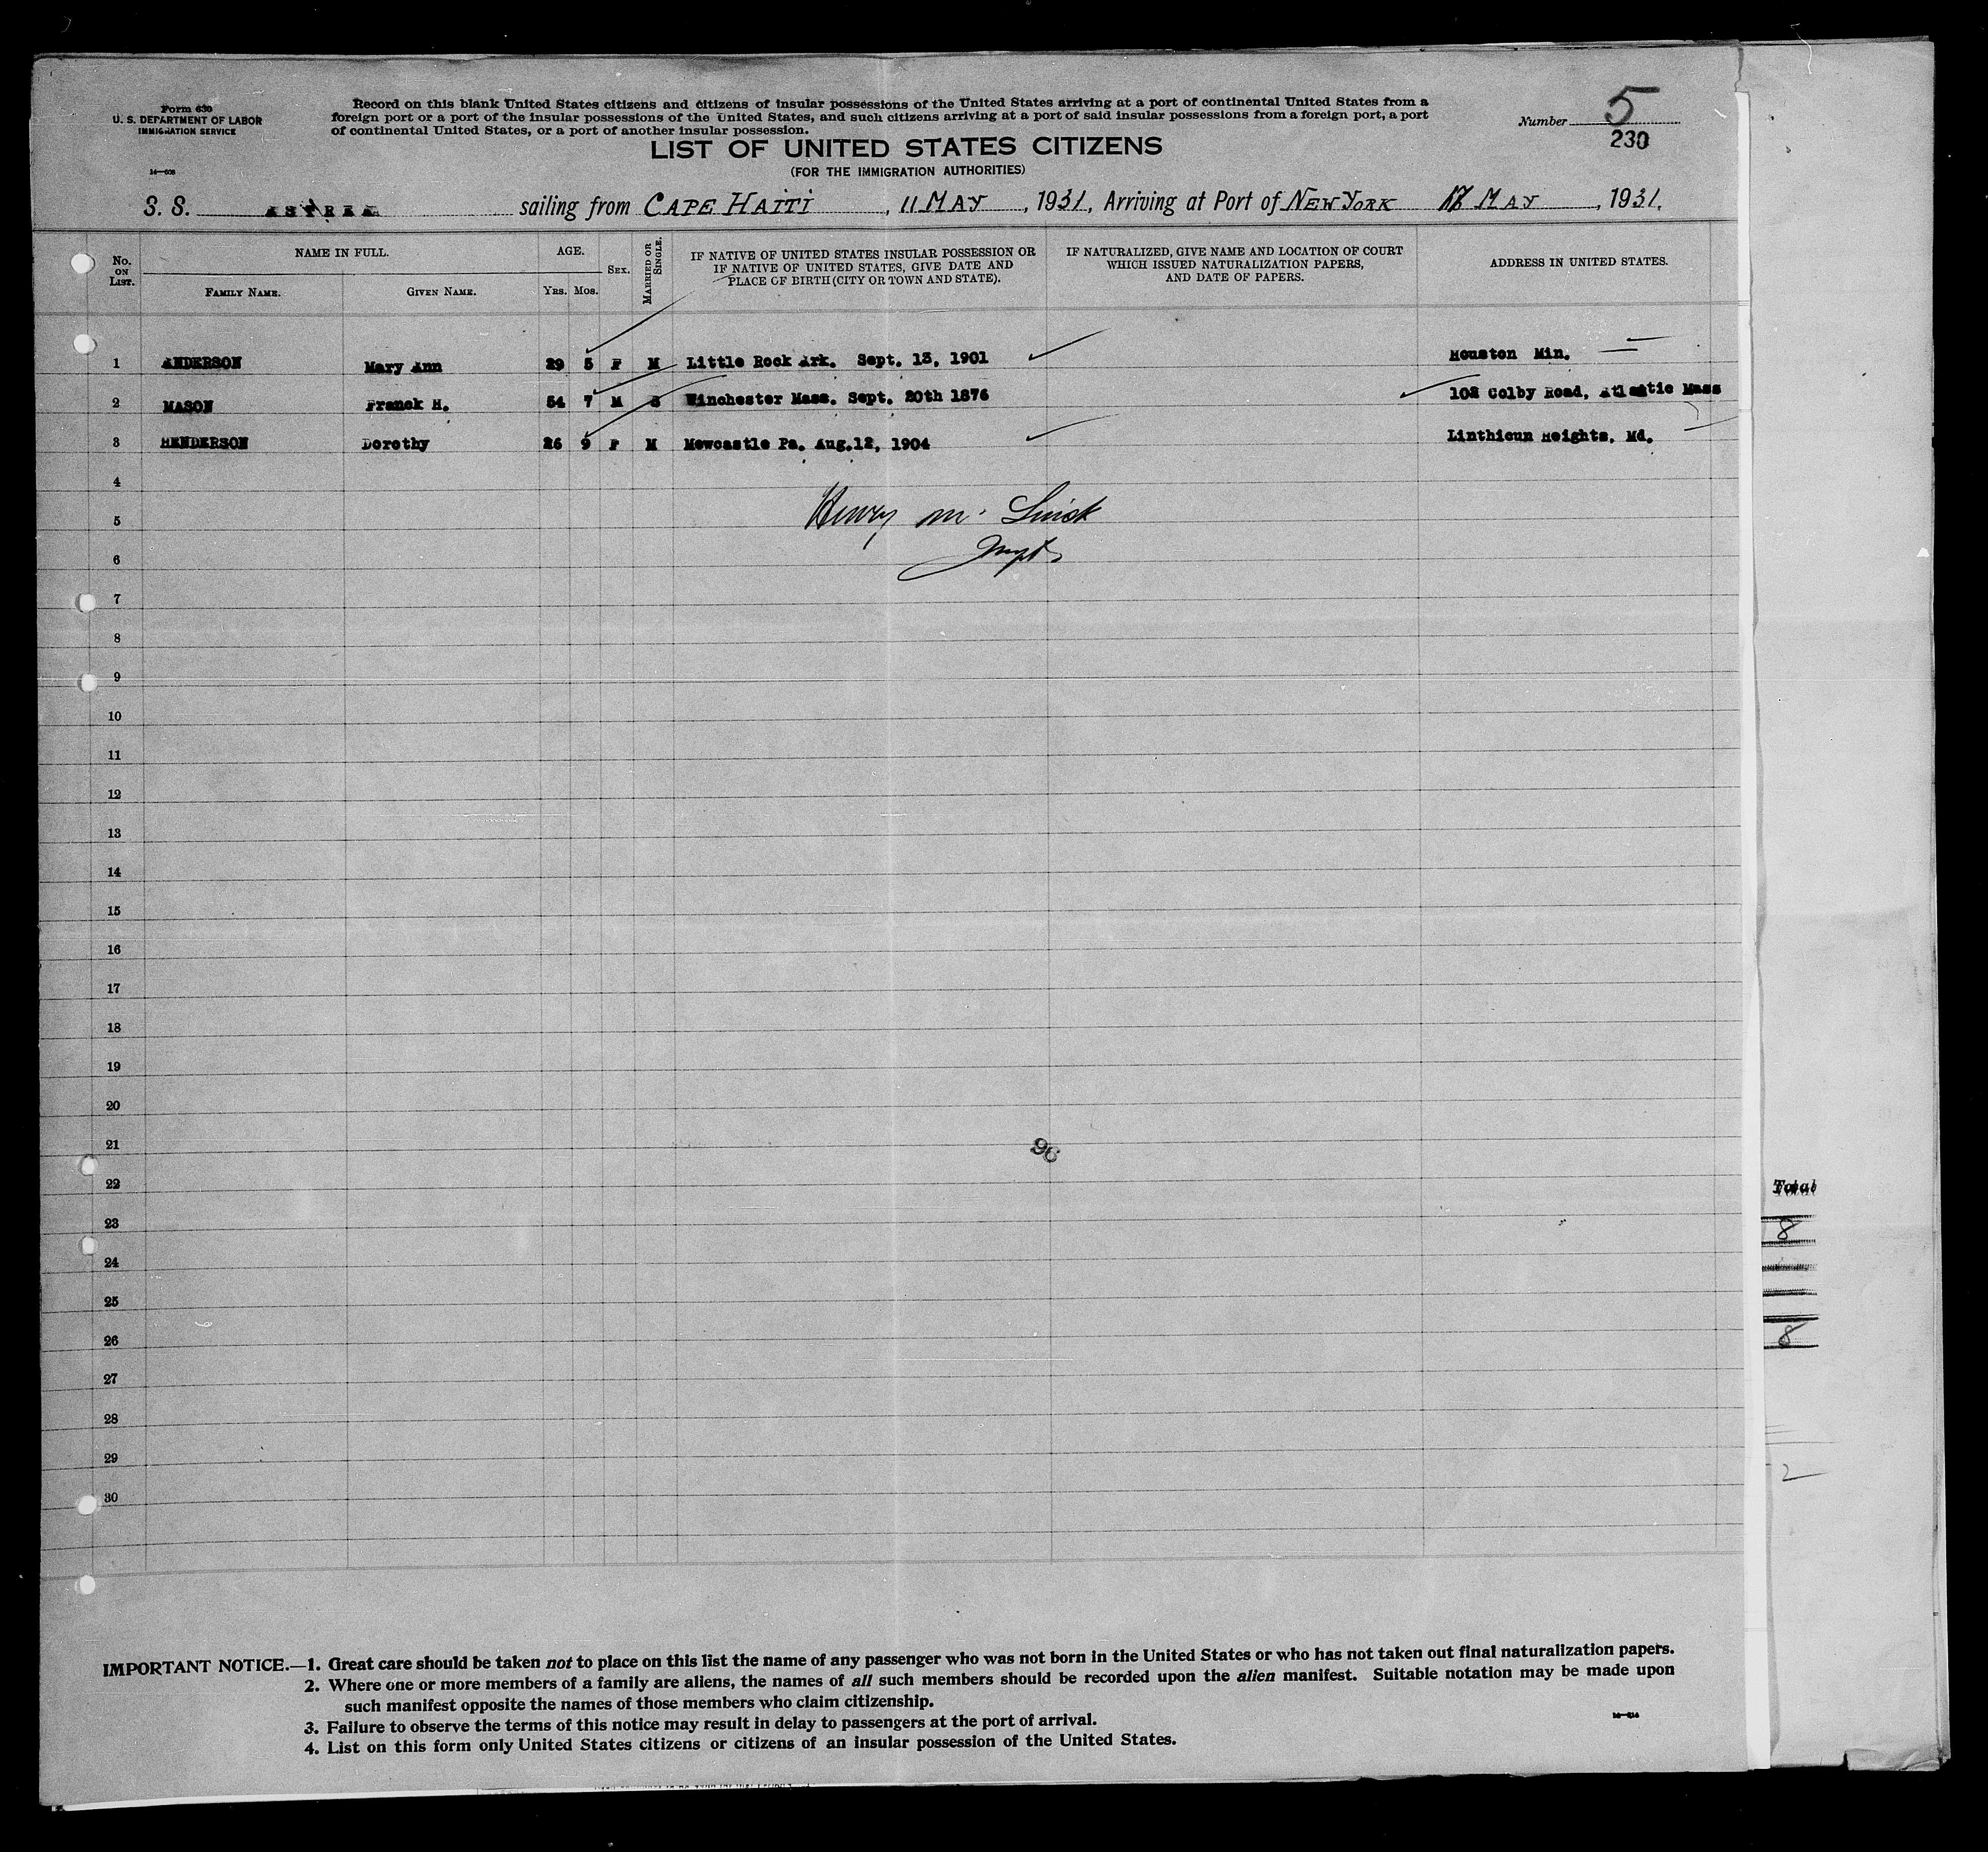 Form 630
U. S. DEPARTMENT OF LABOR
IMMIGRATION SERVICE
14—608
Record on this blank United States citizens and citizens of insular possessions of the United States arriving at a port of continental United States from a
foreign port or a port of the insular possessions of the United States, and such citizens arriving at a port of said insular possessions from a foreign port, a port
of continental United States, or a port of another insular possession.
Number 5
230
LIST OF UNITED STATES CITIZENS
(FOR THE IMMIGRATION AUTHORITIES)
S. S. ASTREA sailing from CAPE HAITI, 11 MAY, 1931, Arriving at Port of NEW YORK MAY, 1931.
No. ON LIST. NAME IN FULL. FAMILY NAME. GIVEN NAME. AGE. YRS. MOS. SEX. MARRIED OR SINGLE. IF NATIVE OF UNITED STATES INSULAR POSSESSION OR IF NATIVE OF UNITED STATES, GIVE DATE AND PLACE OF BIRTH (CITY OR TOWN AND STATE). IF NATURALIZED, GIVE NAME AND LOCATION OF COURT WHICH ISSUED NATURALIZATION PAPERS, AND DATE OF PAPERS. ADDRESS IN UNITED STATES.
1 ANDERSON Mary Ann 29 5 F M Little Rock Ark. Sept. 13, 1901 Houston Min.
2 MASON Franck H. 54 7 M S Winchester Mass. Sept. 20th 1876 102 Colby Road, Atlantic Mass
3 HENDERSON Dorothy 26 9 F M Mewcastle Pa. Aug.12, 1904 Linthicun Heights, Md.
4
5 Henry M.
6
7
8
9
10
11
12
13
14
15
16
17
18
19
20
21
96
22
23
24
25
26
27
28
29
30
Total
8
8
2
IMPORTANT NOTICE.—1. Great care should be taken not to place on this list the name of any passenger who was not born in the United States or who has not taken out final naturalization papers.
2. Where one or more members of a family are aliens, the names of all such members should be recorded upon the alien manifest. Suitable notation may be made upon
such manifest opposite the names of those members who claim citizenship.
3. Failure to observe the terms of this notice may result in delay to passengers at the port of arrival.
4. List on this form only United States citizens or citizens of an insular possession of the United States.